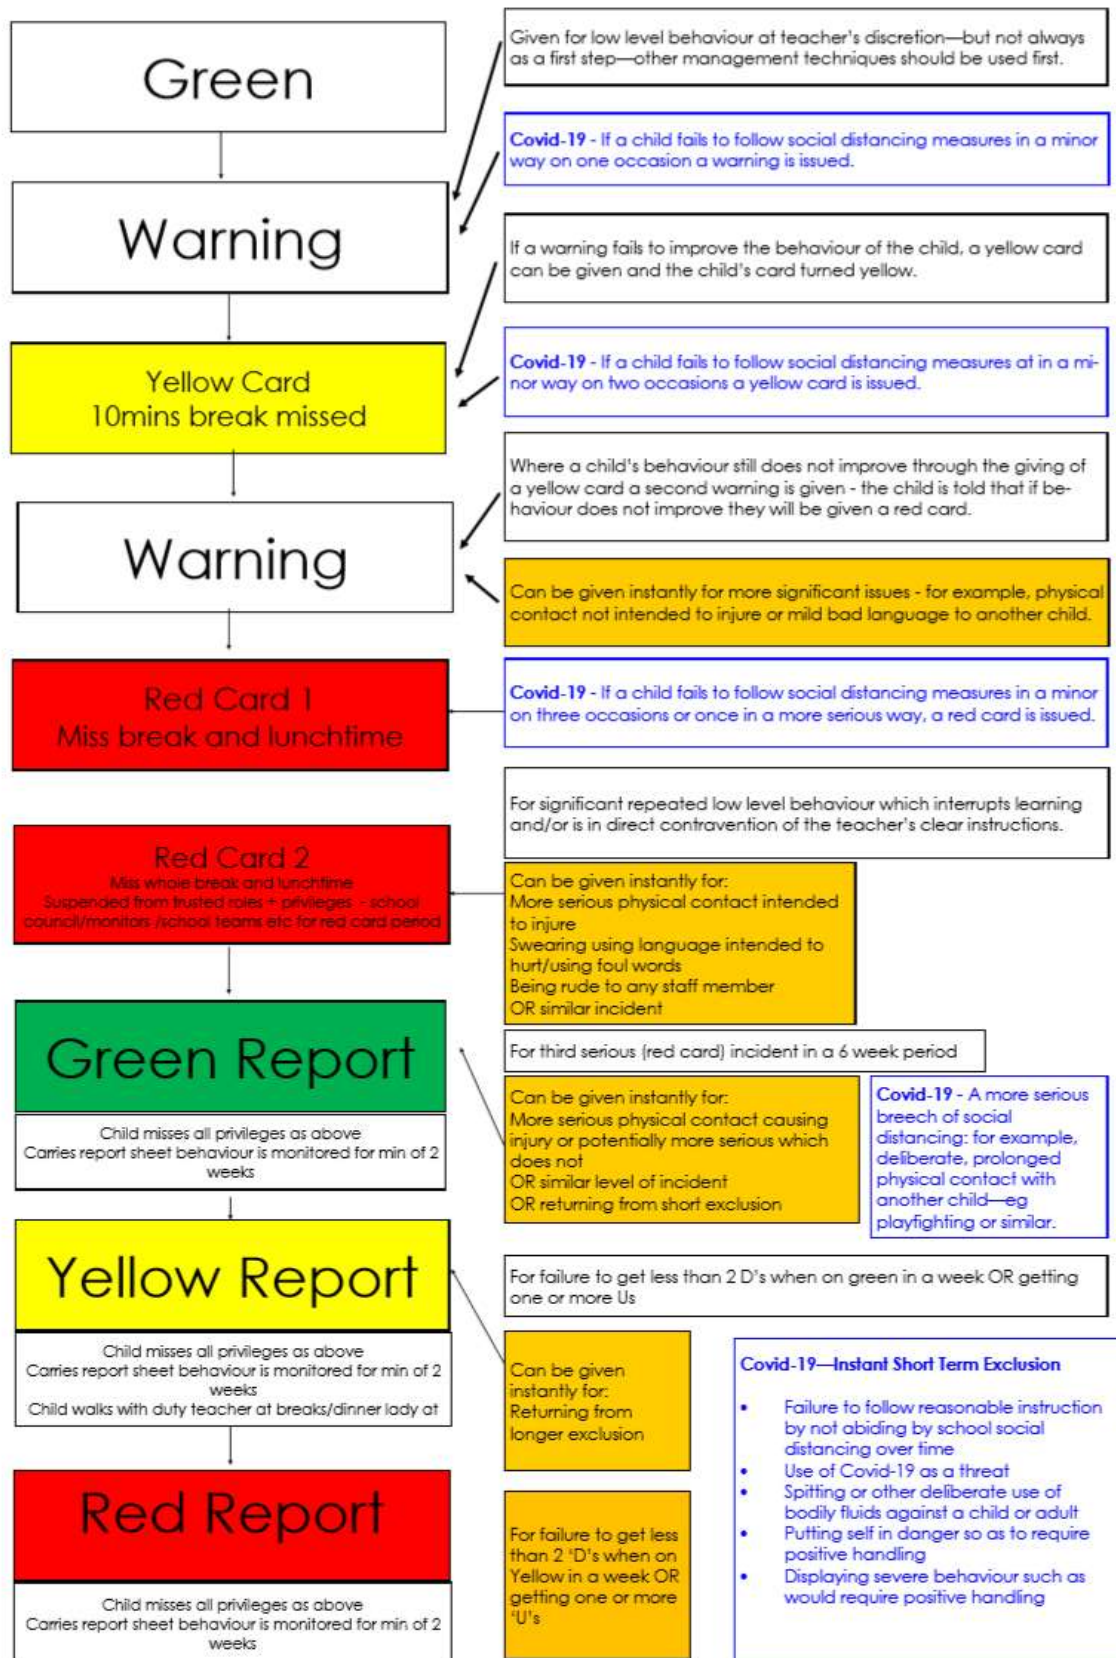 Green
Given for low level behaviour at teacher's discretion—but not always
as a first step—other management techniques should be used first.
Covid-19 - If a child fails to follow social distancing measures in a minor
way on one occasion a warning is issued.
Warning
If a warning fails to improve the behaviour of the child, a yellow card
can be given and the child's card turned yellow.
Yellow Card
10mins break missed
Covid-19 - If a child fails to follow social distancing measures at in a mi-
nor way on two occasions a yellow card is issued.
Where a child's behaviour still does not improve through the giving of
a yellow card a second warning is given - the child is told that if be-
haviour does not improve they will be given a red card.
Warning
Can be given instantly for more significant issues - for example, physical
contact not intended to injure or mild bad language to another child.
Red Card 1
Miss break and lunchtime
Covid-19 - If a child fails to follow social distancing measures in a minor
on three occasions or once in a more serious way, a red card is issued.
For significant repeated low level behaviour which interrupts learning
and/or is in direct contravention of the teacher's clear instructions.
Red Card 2
Miss whole break and lunchtime
Suspended from trusted roles + privileges - school
council/monitors /school teams etc for red card period
Can be given instantly for:
More serious physical contact intended
to injure
Swearing using language intended to
hurt/using foul words
Being rude to any staff member
OR similar incident
Green Report
Child misses all privileges as above
Carries report sheet behaviour is monitored for min of 2
weeks
For third serious (red card) incident in a 6 week period
Can be given instantly for:
More serious physical contact causing
injury or potentially more serious which
does not
OR similar level of incident
OR returning from short exclusion
Covid-19 - A more serious
breech of social
distancing: for example,
deliberate, prolonged
physical contact with
another child—eg
playfighting or similar.
Yellow Report
Child misses all privileges as above
Carries report sheet behaviour is monitored for min of 2
weeks
Child walks with duty teacher at breaks/dinner lady at
For failure to get less than 2 D's when on green in a week OR getting
one or more Us
Can be given
instantly for:
Returning from
longer exclusion
Covid-19—Instant Short Term Exclusion
• Failure to follow reasonable instruction
by not abiding by school social
distancing over time
• Use of Covid-19 as a threat
• Spitting or other deliberate use of
bodily fluids against a child or adult
• Putting self in danger so as to require
positive handling
• Displaying severe behaviour such as
would require positive handling
Red Report
Child misses all privileges as above
Carries report sheet behaviour is monitored for min of 2
weeks
For failure to get less
than 2 'D's when on
Yellow in a week OR
getting one or more
'U's